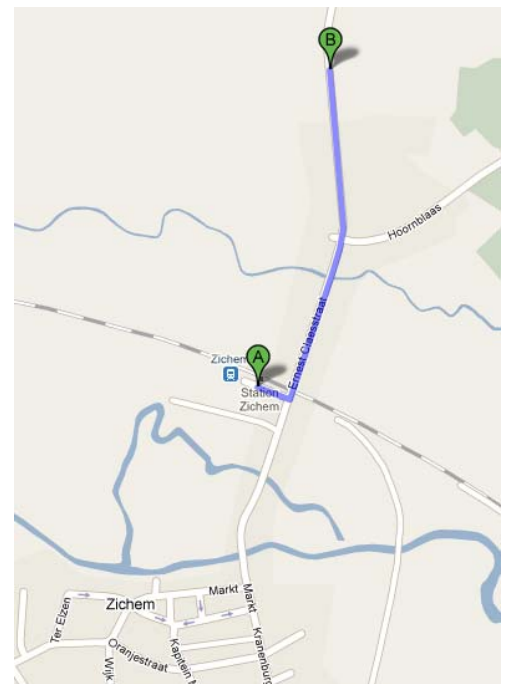 B
Hoornblaas
Ernest Claesstraat
Zichem
A
Station
Zichem
Markt
Zichem
Markt
Kranenburg
Ter Elzen
Oranjestraat
Wijk
Kapitein